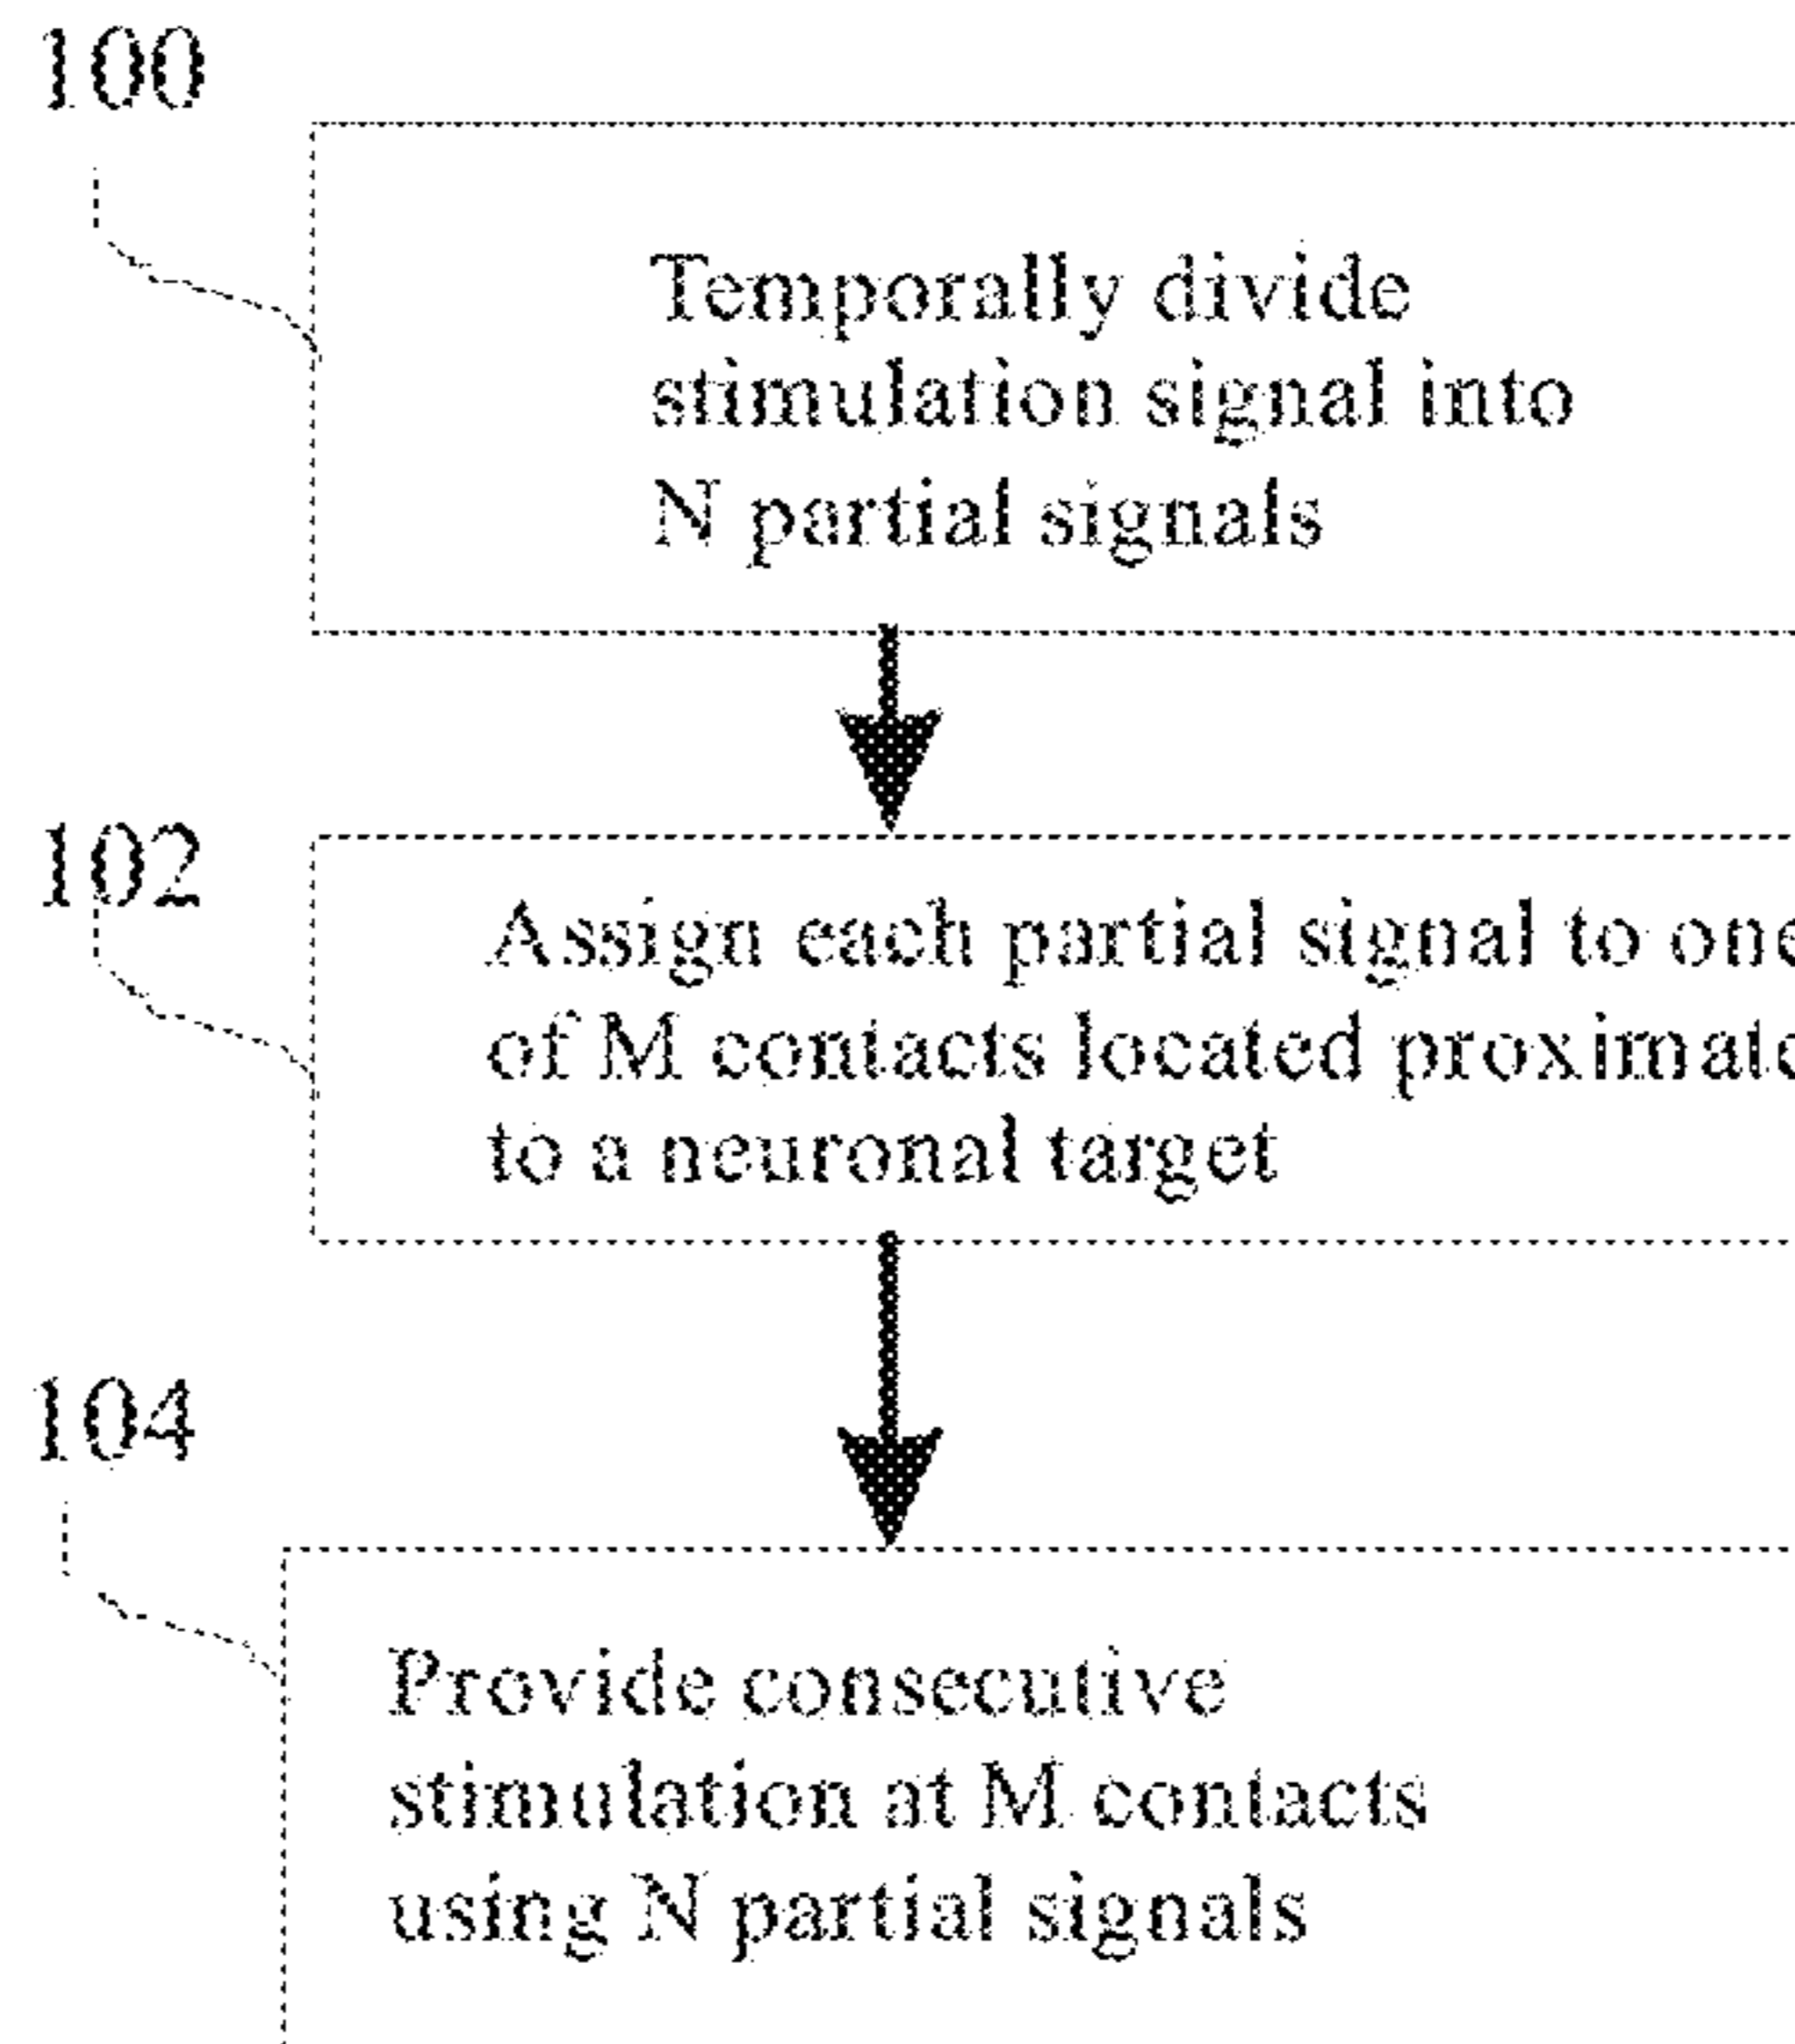 100
Temporally divide
stimulation signal into
N partial signals
102
Assign each partial signal to one
of M contacts located proximate
to a neuronal target
104
Provide consecutive
stimulation at M contacts
using N partial signals